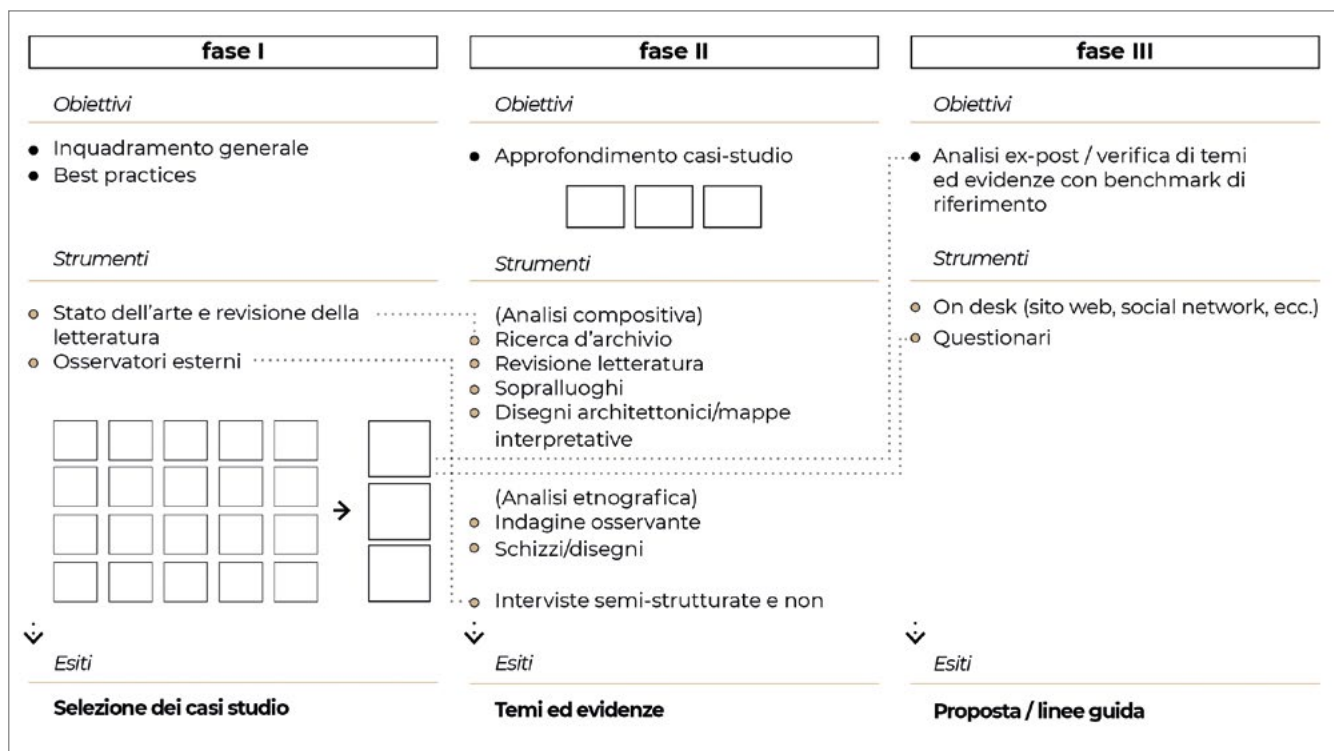 fase I
Obiettivi
Inquadramento generale
Best practices
Strumenti
Stato dell'arte e revisione della
letteratura
Osservatori esterni
Esiti
Selezione dei casi studio
fase II
Obiettivi
Approfondimento casi-studio
Strumenti
(Analisi compositiva)
Ricerca d'archivio
Revisione letteratura
Sopralluoghi
Disegni architettonici/mappe
interpretative
(Analisi etnografica)
Indagine osservante
Schizzi/disegni
Interviste semi-strutturate e non
Esiti
Temi ed evidenze
fase III
Obiettivi
Analisi ex-post / verifica di temi
ed evidenze con benchmark di
riferimento
Strumenti
On desk (sito web, social network, ecc.)
Questionari
Esiti
Proposta / linee guida